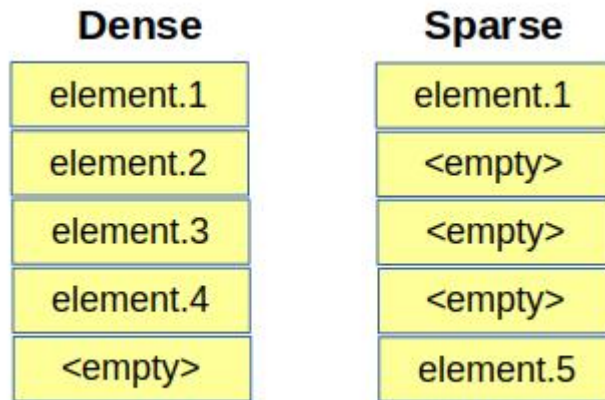 Dense
element.1
element.2
element.3
element.4
<empty>
Sparse
element.1
<empty>
<empty>
<empty>
element.5